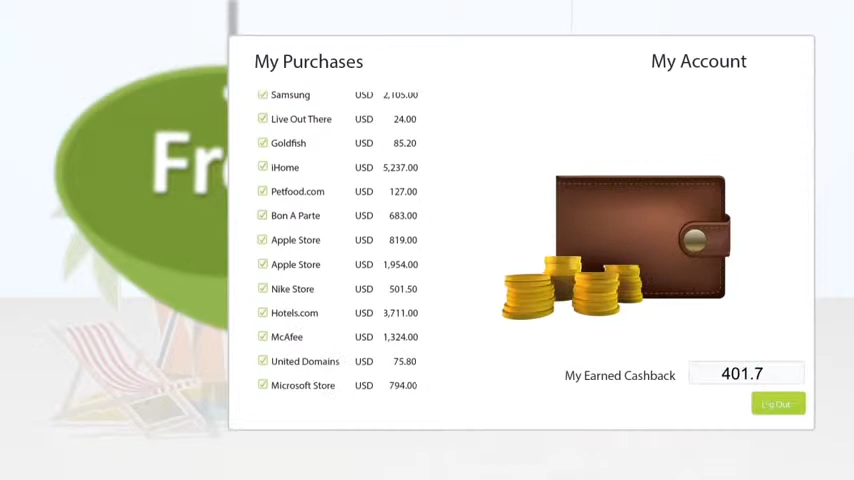 My Purchases
My Account
Samsung USD 2,105.00
Live Out There USD 24.00
Goldfish USD 85.20
iHome USD 5,237.00
Petfood.com USD 127.00
Bon A Parte USD 683.00
Apple Store USD 819.00
Apple Store USD 1,954.00
Nike Store USD 501.50
Hotels.com USD 3,711.00
McAfee USD 1,324.00
United Domains USD 75.80
Microsoft Store USD 794.00
Fr
My Earned Cashback 401.7
Log Out